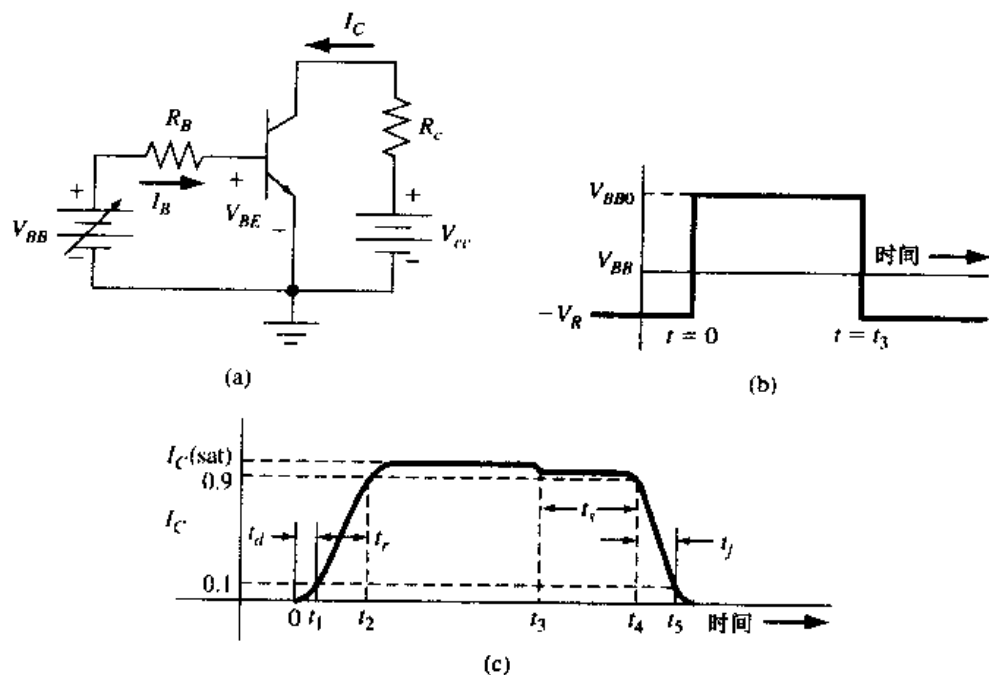 I_C
R_B
R_c
+
I_B
+
V_BE
−
V_BB
+
−
+
V_cc
−
(a)
V_BB0
V_BB
时间
−V_R
t = 0
t = t_3
(b)
I_C(sat)
0.9
I_C
t_d
t_r
t_s
t_f
0.1
0 t_1 t_2 t_3 t_4 t_5 时间
(c)